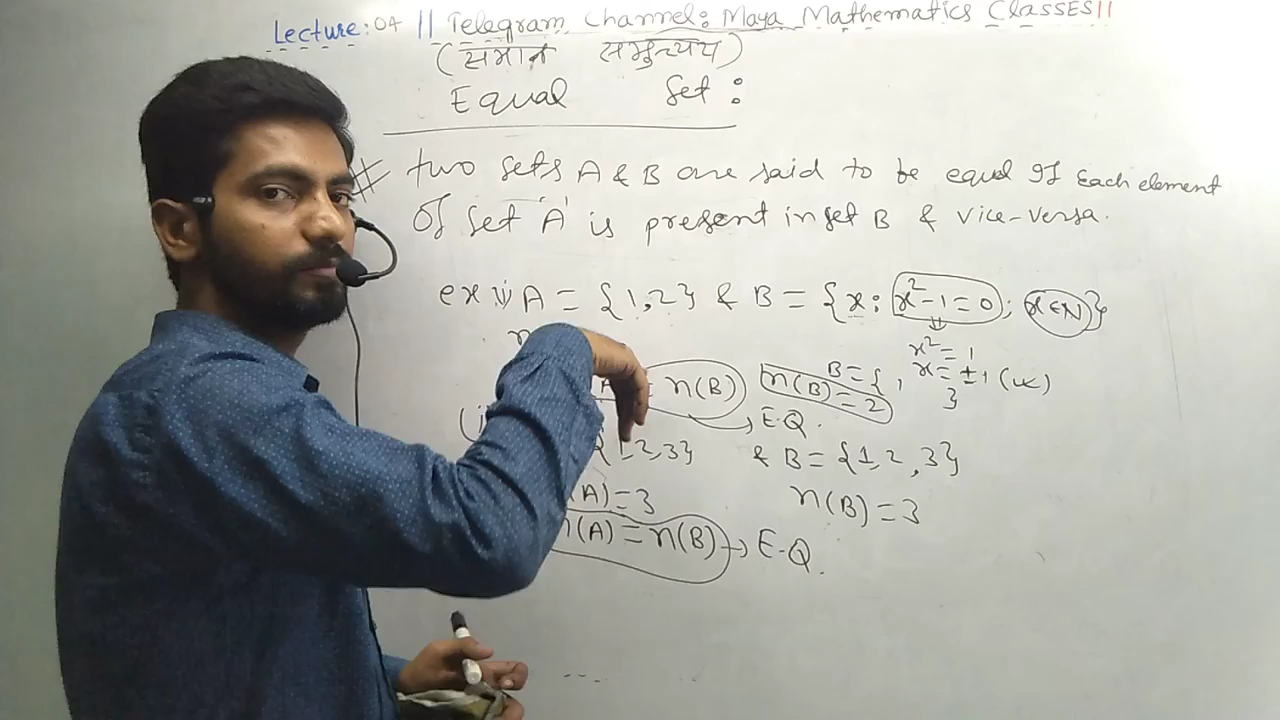 Lecture: 04 || Telegram Channel: Maya Mathematics Classes ||
(समान समुच्चय)
Equal Set :
# two sets A & B are said to be equal If Each element
Of set 'A' is present in set B & vice-versa.
ex (i) A = {1,2} & B = {x : x²-1=0 ; x∈N}
x² = 1
B = { , x = ±1
}
= n(B) n(B) = 2
E.Q.
1,2,3} & B = {1,2,3}
(A) = 3 n(B) = 3
n(A) = n(B) → E-Q.